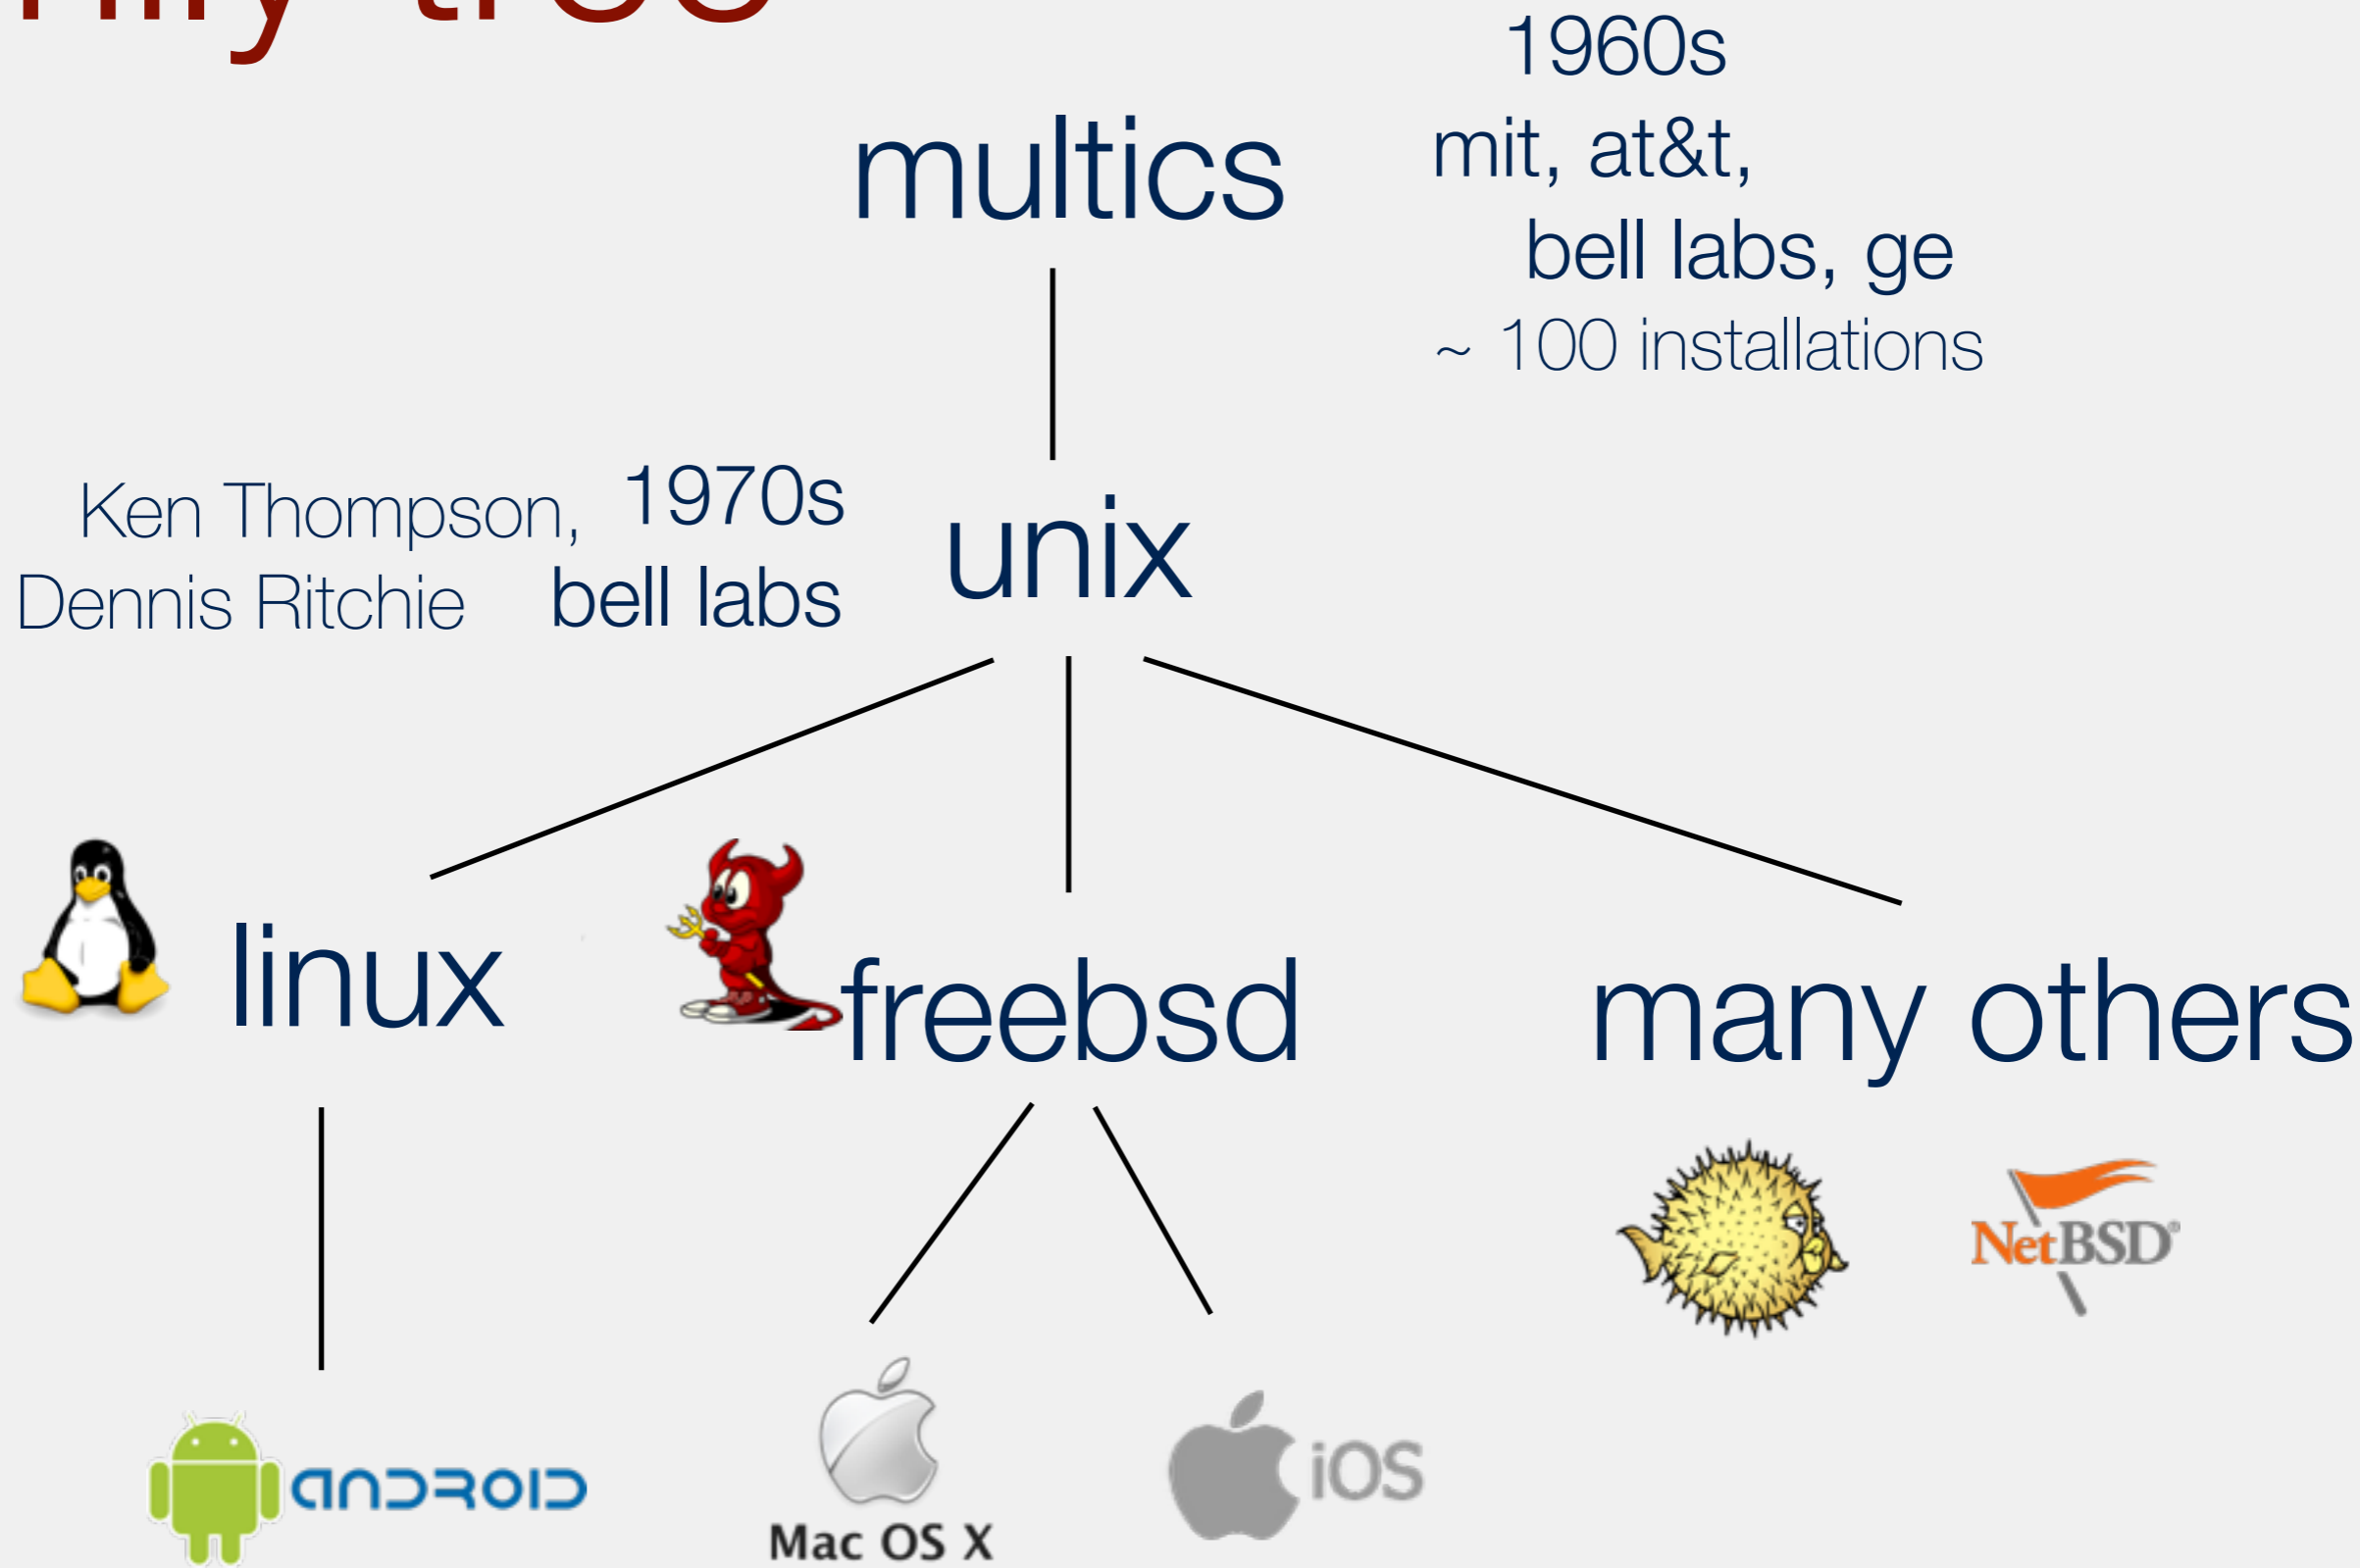 tree
1960s
multics
mit, at&t,
bell labs, ge
~ 100 installations
Ken Thompson,
Dennis Ritchie
1970s
bell labs
unix
linux
freebsd
many others
NetBSD®
android
Mac OS X
iOS